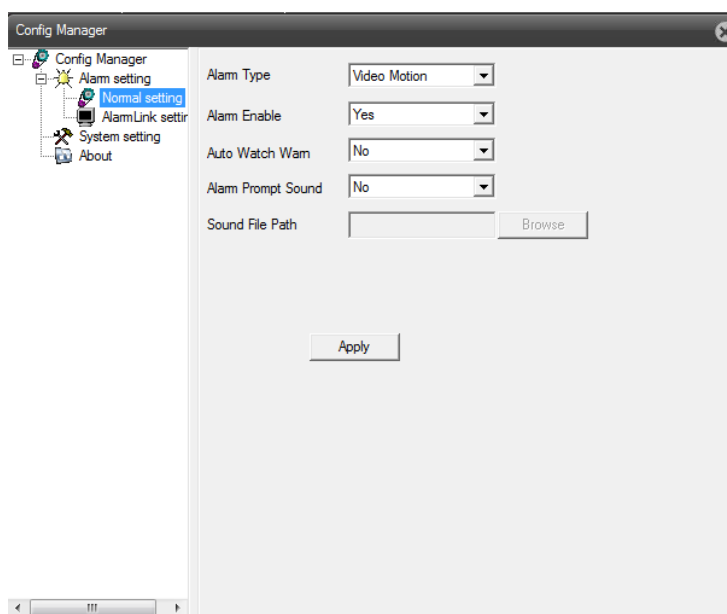 Config Manager
Config Manager
Alarm setting
Normal setting
AlarmLink settin
System setting
About
Alarm Type
Video Motion
Alarm Enable
Yes
Auto Watch Warn
No
Alarm Prompt Sound
No
Sound File Path
Browse
Apply